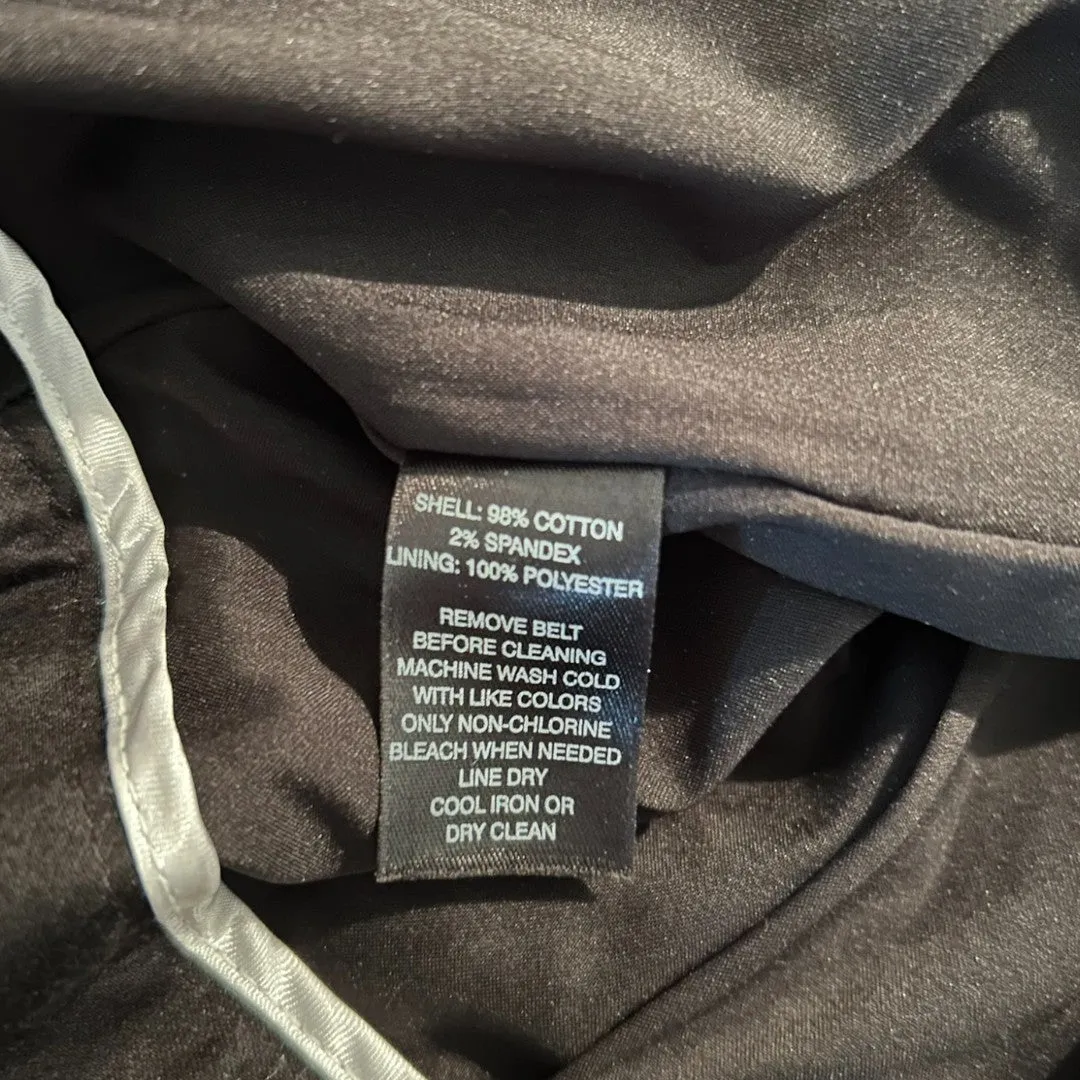 SHELL: 98% COTTON
2% SPANDEX
LINING: 100% POLYESTER
REMOVE BELT
BEFORE CLEANING
MACHINE WASH COLD
WITH LIKE COLORS
ONLY NON-CHLORINE
BLEACH WHEN NEEDED
LINE DRY
COOL IRON OR
DRY CLEAN